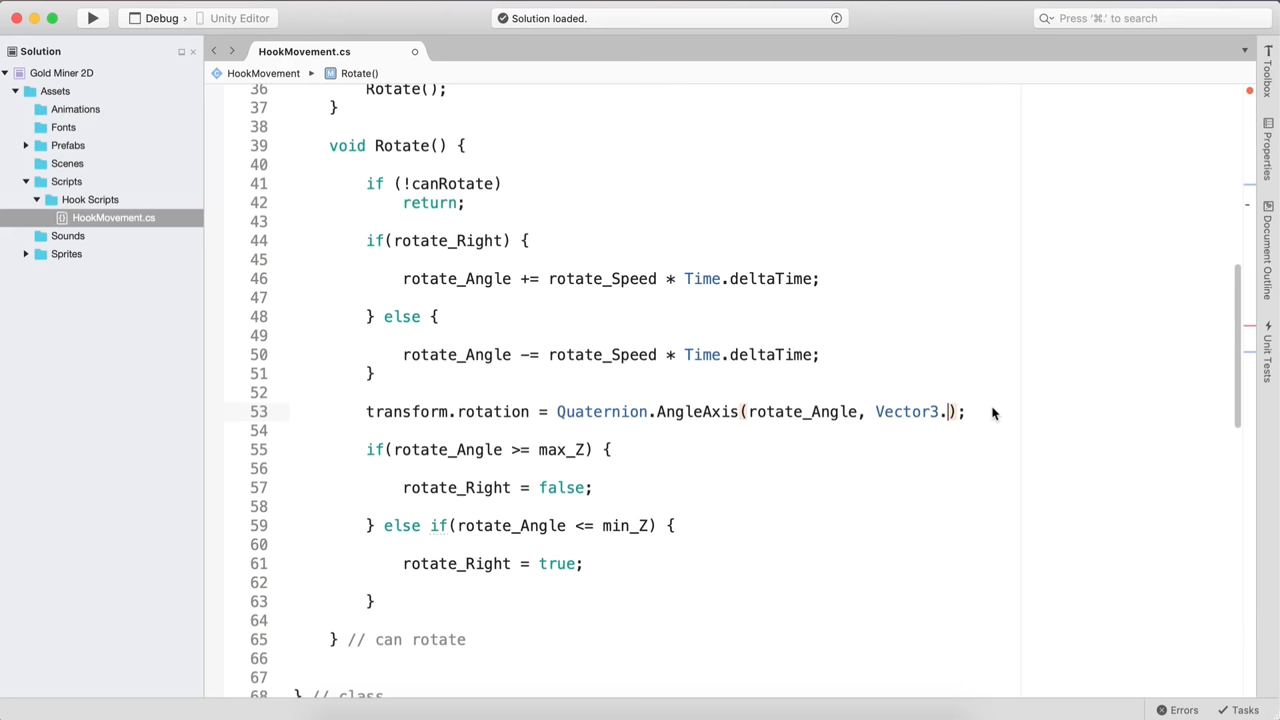 Debug › Unity Editor
Solution loaded.
Press '⌘.' to search
Solution
Gold Miner 2D
Assets
Animations
Fonts
Prefabs
Scenes
Scripts
Hook Scripts
HookMovement.cs
Sounds
Sprites
HookMovement.cs
HookMovement ▸ Rotate()
36 Rotate();
37 }
38
39 void Rotate() {
40
41 if (!canRotate)
42 return;
43
44 if(rotate_Right) {
45
46 rotate_Angle += rotate_Speed * Time.deltaTime;
47
48 } else {
49
50 rotate_Angle -= rotate_Speed * Time.deltaTime;
51 }
52
53 transform.rotation = Quaternion.AngleAxis(rotate_Angle, Vector3.);
54
55 if(rotate_Angle >= max_Z) {
56
57 rotate_Right = false;
58
59 } else if(rotate_Angle <= min_Z) {
60
61 rotate_Right = true;
62
63 }
64
65 } // can rotate
66
67
68 } // class
Toolbox
Properties
Document Outline
Unit Tests
Errors
Tasks